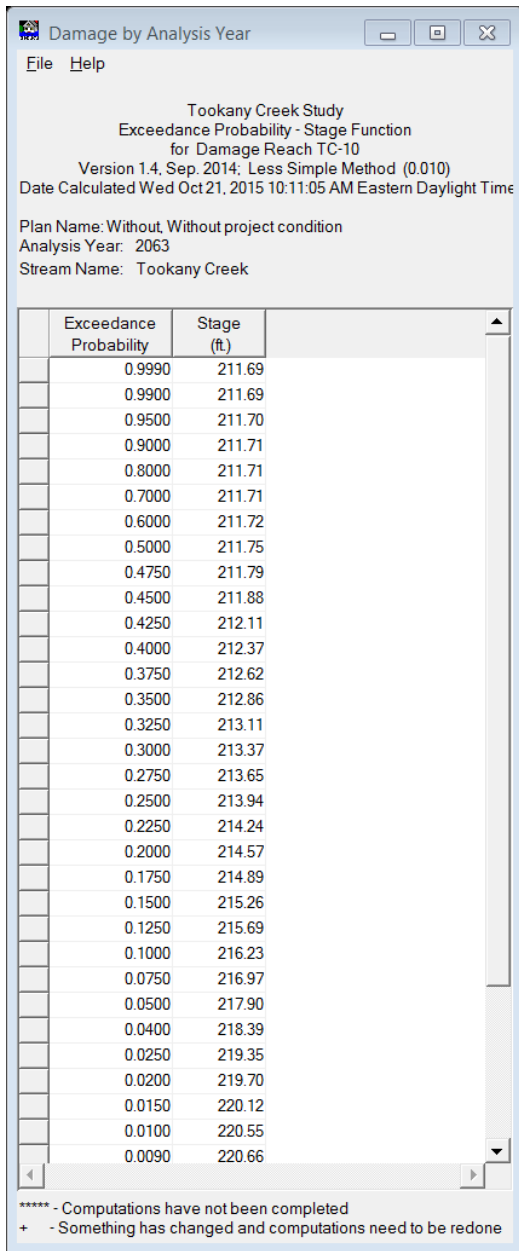 Damage by Analysis Year
File Help
Tookany Creek Study
Exceedance Probability - Stage Function
for Damage Reach TC-10
Version 1.4, Sep. 2014; Less Simple Method (0.010)
Date Calculated Wed Oct 21, 2015 10:11:05 AM Eastern Daylight Time
Plan Name: Without, Without project condition
Analysis Year: 2063
Stream Name: Tookany Creek
Exceedance Stage
Probability (ft.)
0.9990 211.69
0.9900 211.69
0.9500 211.70
0.9000 211.71
0.8000 211.71
0.7000 211.71
0.6000 211.72
0.5000 211.75
0.4750 211.79
0.4500 211.88
0.4250 212.11
0.4000 212.37
0.3750 212.62
0.3500 212.86
0.3250 213.11
0.3000 213.37
0.2750 213.65
0.2500 213.94
0.2250 214.24
0.2000 214.57
0.1750 214.89
0.1500 215.26
0.1250 215.69
0.1000 216.23
0.0750 216.97
0.0500 217.90
0.0400 218.39
0.0250 219.35
0.0200 219.70
0.0150 220.12
0.0100 220.55
0.0090 220.66
***** - Computations have not been completed
+ - Something has changed and computations need to be redone